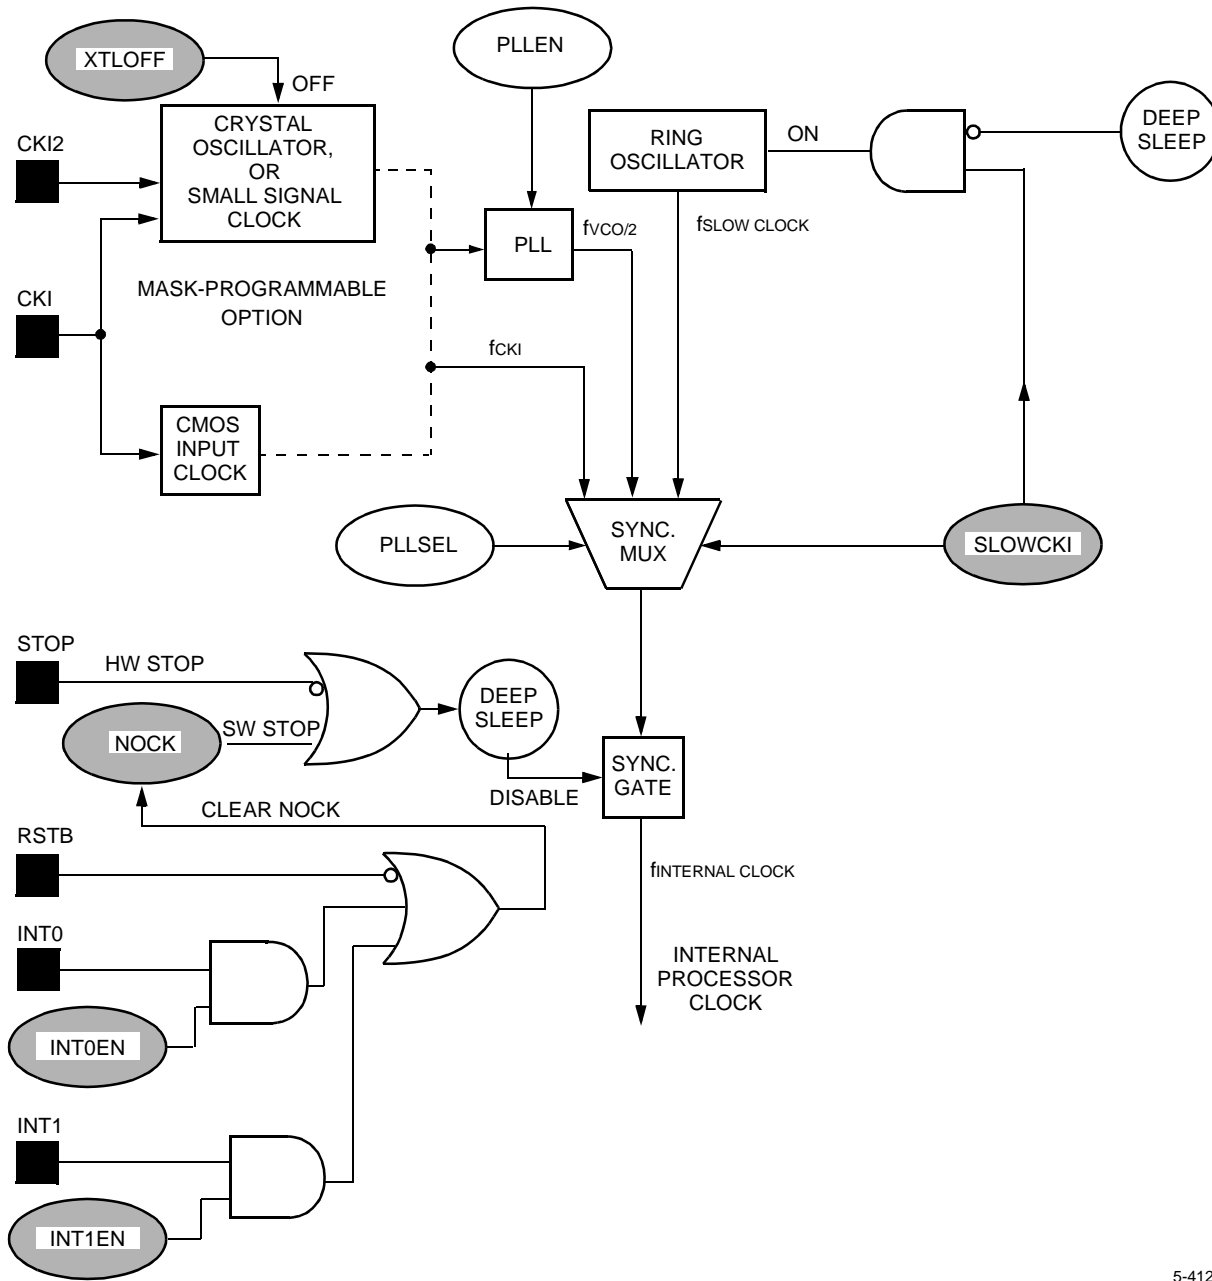 XTLOFF
OFF
PLLEN
CKI2
CRYSTAL
OSCILLATOR,
OR
SMALL SIGNAL
CLOCK
RING
OSCILLATOR
ON
DEEP
SLEEP
PLL
fVCO/2
fSLOW CLOCK
CKI
MASK-PROGRAMMABLE
OPTION
fCKI
CMOS
INPUT
CLOCK
PLLSEL
SYNC.
MUX
SLOWCKI
STOP
HW STOP
NOCK
SW STOP
DEEP
SLEEP
DISABLE
SYNC.
GATE
CLEAR NOCK
RSTB
fINTERNAL CLOCK
INT0
INTERNAL
PROCESSOR
CLOCK
INT0EN
INT1
INT1EN
5-412